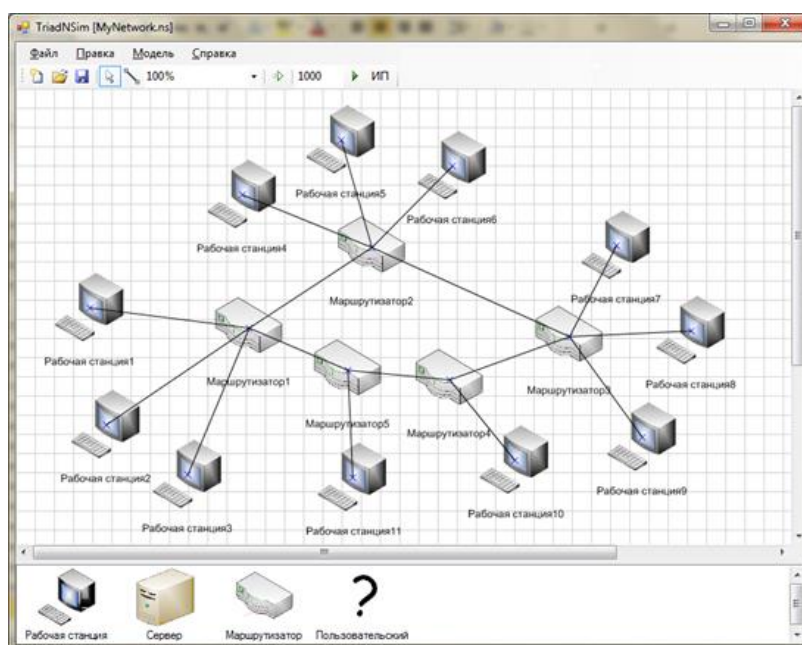 TriadNSim [MyNetwork.ns]
Файл Правка Модель Справка
100% 1000 ИП
Рабочая станция5
Рабочая станция6
Рабочая станция4
Рабочая станция7
Маршрутизатор2
Рабочая станция1
Маршрутизатор1
Маршрутизатор3
Рабочая станция8
Маршрутизатор5
Маршрутизатор4
Рабочая станция2
Рабочая станция9
Рабочая станция3
Рабочая станция11
Рабочая станция10
Рабочая станция Сервер Маршрутизатор Пользовательский